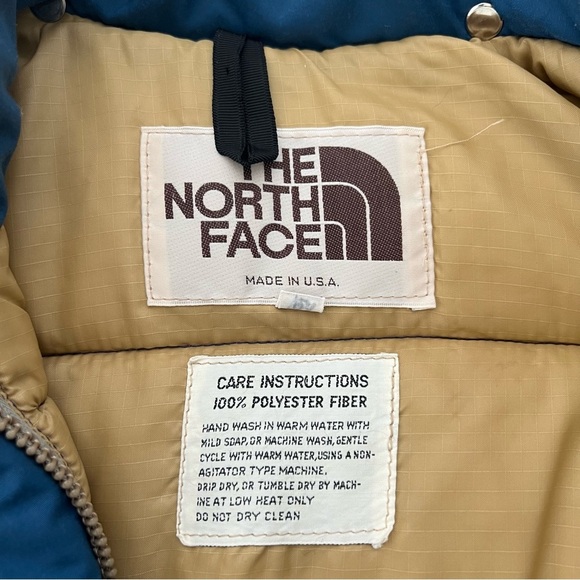 THE
NORTH
FACE
MADE IN U.S.A.
CARE INSTRUCTIONS
100% POLYESTER FIBER
HAND WASH IN WARM WATER WITH
MILD SOAP, OR MACHINE WASH, GENTLE
CYCLE WITH WARM WATER, USING A NON-
AGITATOR TYPE MACHINE.
DRIP DRY, OR TUMBLE DRY BY MACH-
INE AT LOW HEAT ONLY
DO NOT DRY CLEAN